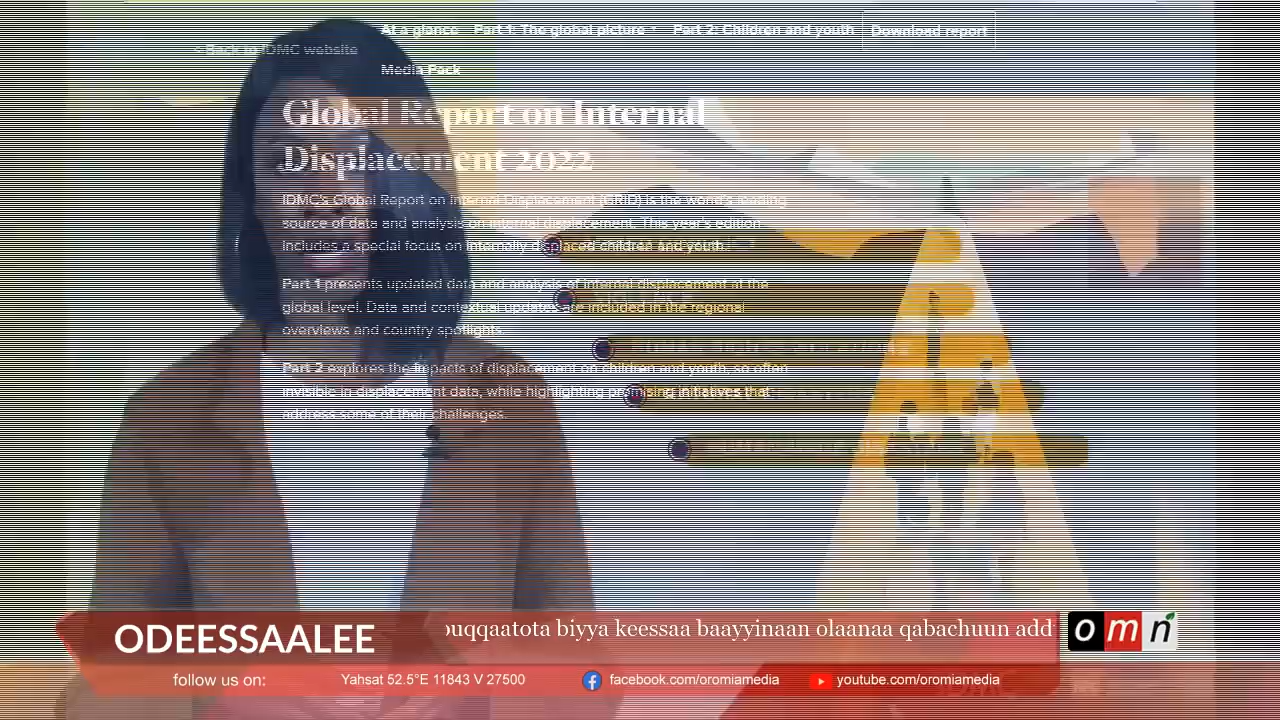 At a glance Part 1: The global picture Part 2: Children and youth Download report
< Back to IDMC website
Media Pack
Global Report on Internal
Displacement 2022
IDMC's Global Report on Internal Displacement (GRID) is the world's leading
source of data and analysis on internal displacement. This year's edition
includes a special focus on internally displaced children and youth.
Part 1 presents updated data and analysis of internal displacement at the
global level. Data and contextual updates are included in the regional
overviews and country spotlights.
Part 2 explores the impacts of displacement on children and youth, so often
invisible in displacement data, while highlighting promising initiatives that
address some of their challenges.
ODEESSAALEE
uqqaatota biyya keessaa baayyinaan olaanaa qabachuun add
omn
follow us on: Yahsat 52.5°E 11843 V 27500 facebook.com/oromiamedia youtube.com/oromiamedia